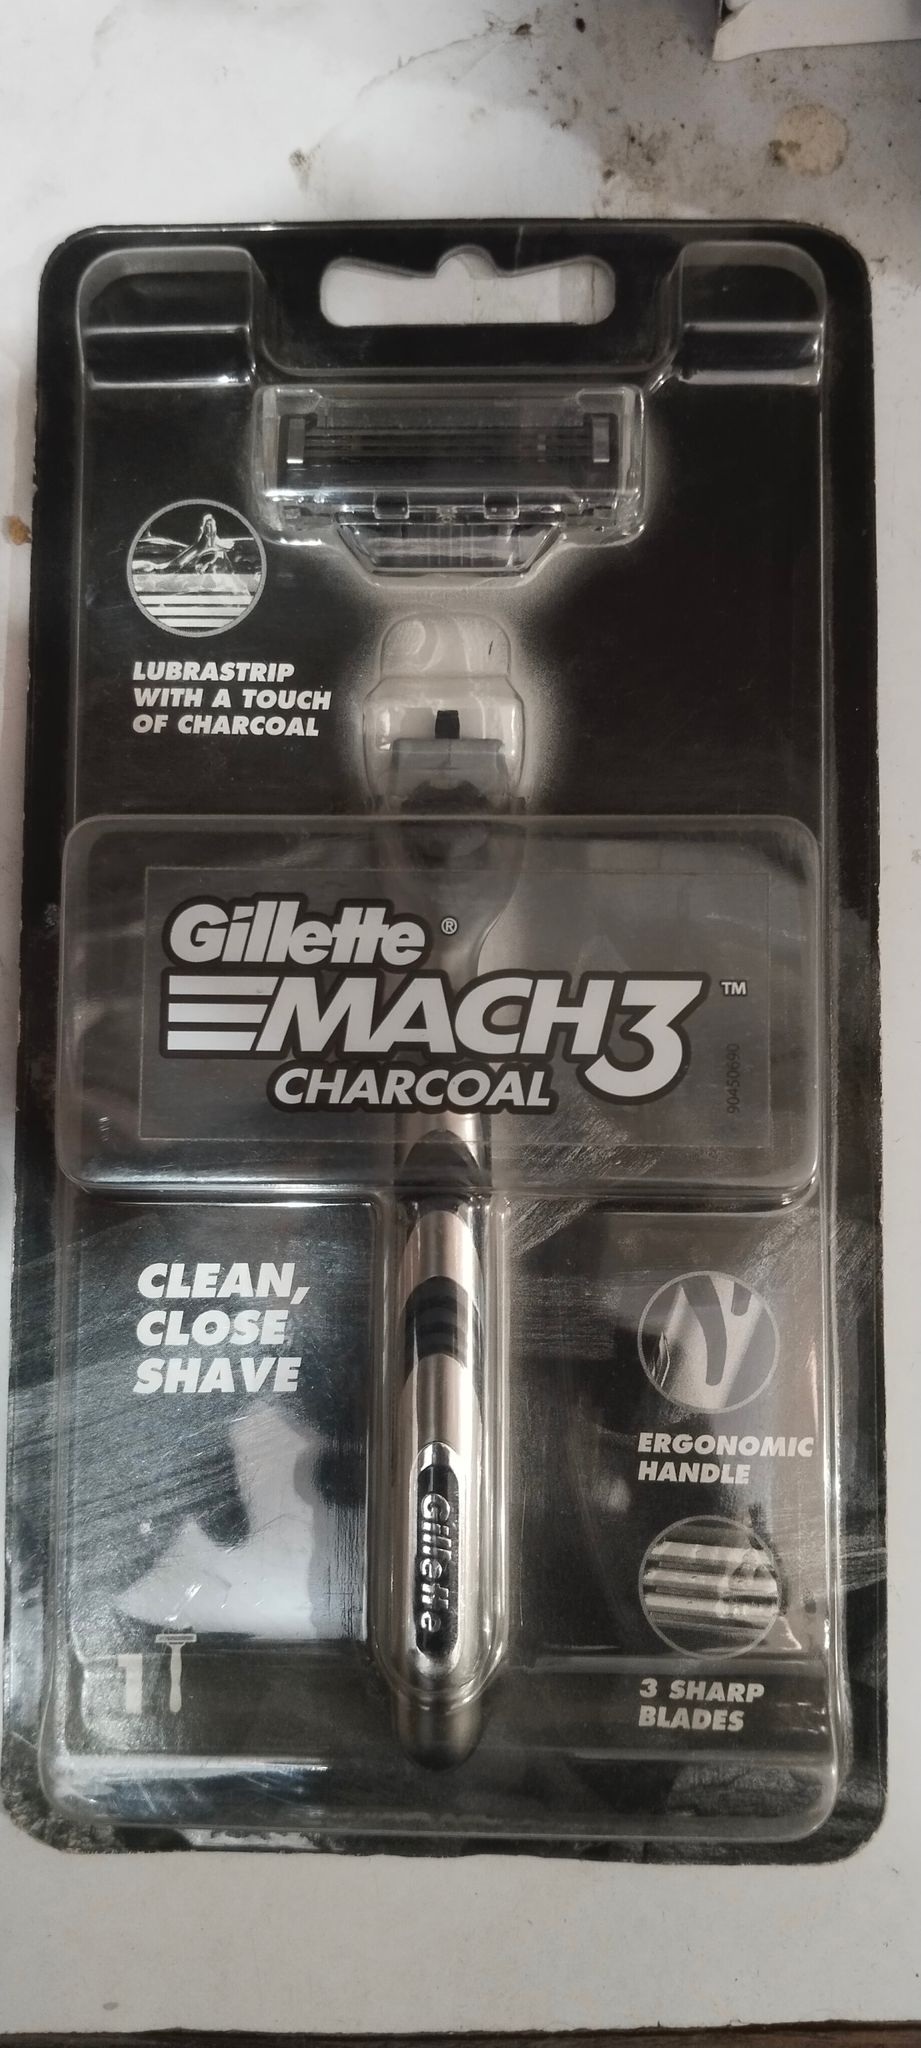 LUBRASTRIP
WITH A TOUCH
OF CHARCOAL
Gillette®
MACH3™
CHARCOAL
90450690
CLEAN,
CLOSE
SHAVE
ERGONOMIC
HANDLE
Gillette
1
3 SHARP
BLADES